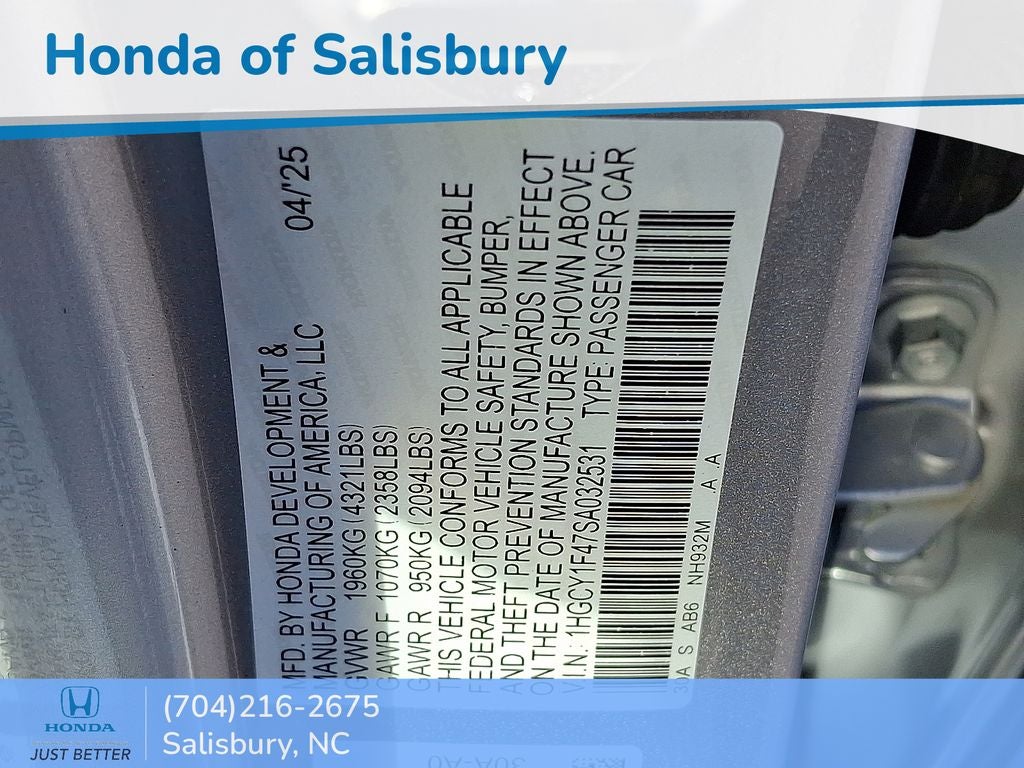 Honda of Salisbury
MFD. BY HONDA DEVELOPMENT & 04/'25
MANUFACTURING OF AMERICA, LLC
GVWR 1960KG (4321LBS)
GAWR F 1070KG (2358LBS)
GAWR R 950KG (2094LBS)
THIS VEHICLE CONFORMS TO ALL APPLICABLE
FEDERAL MOTOR VEHICLE SAFETY, BUMPER,
AND THEFT PREVENTION STANDARDS IN EFFECT
ON THE DATE OF MANUFACTURE SHOWN ABOVE.
V.I.N.: 1HGCY1F47SA032531 TYPE: PASSENGER CAR
30A S AB6 NH932M .A .A
HONDA
JUST BETTER
(704)216-2675
Salisbury, NC